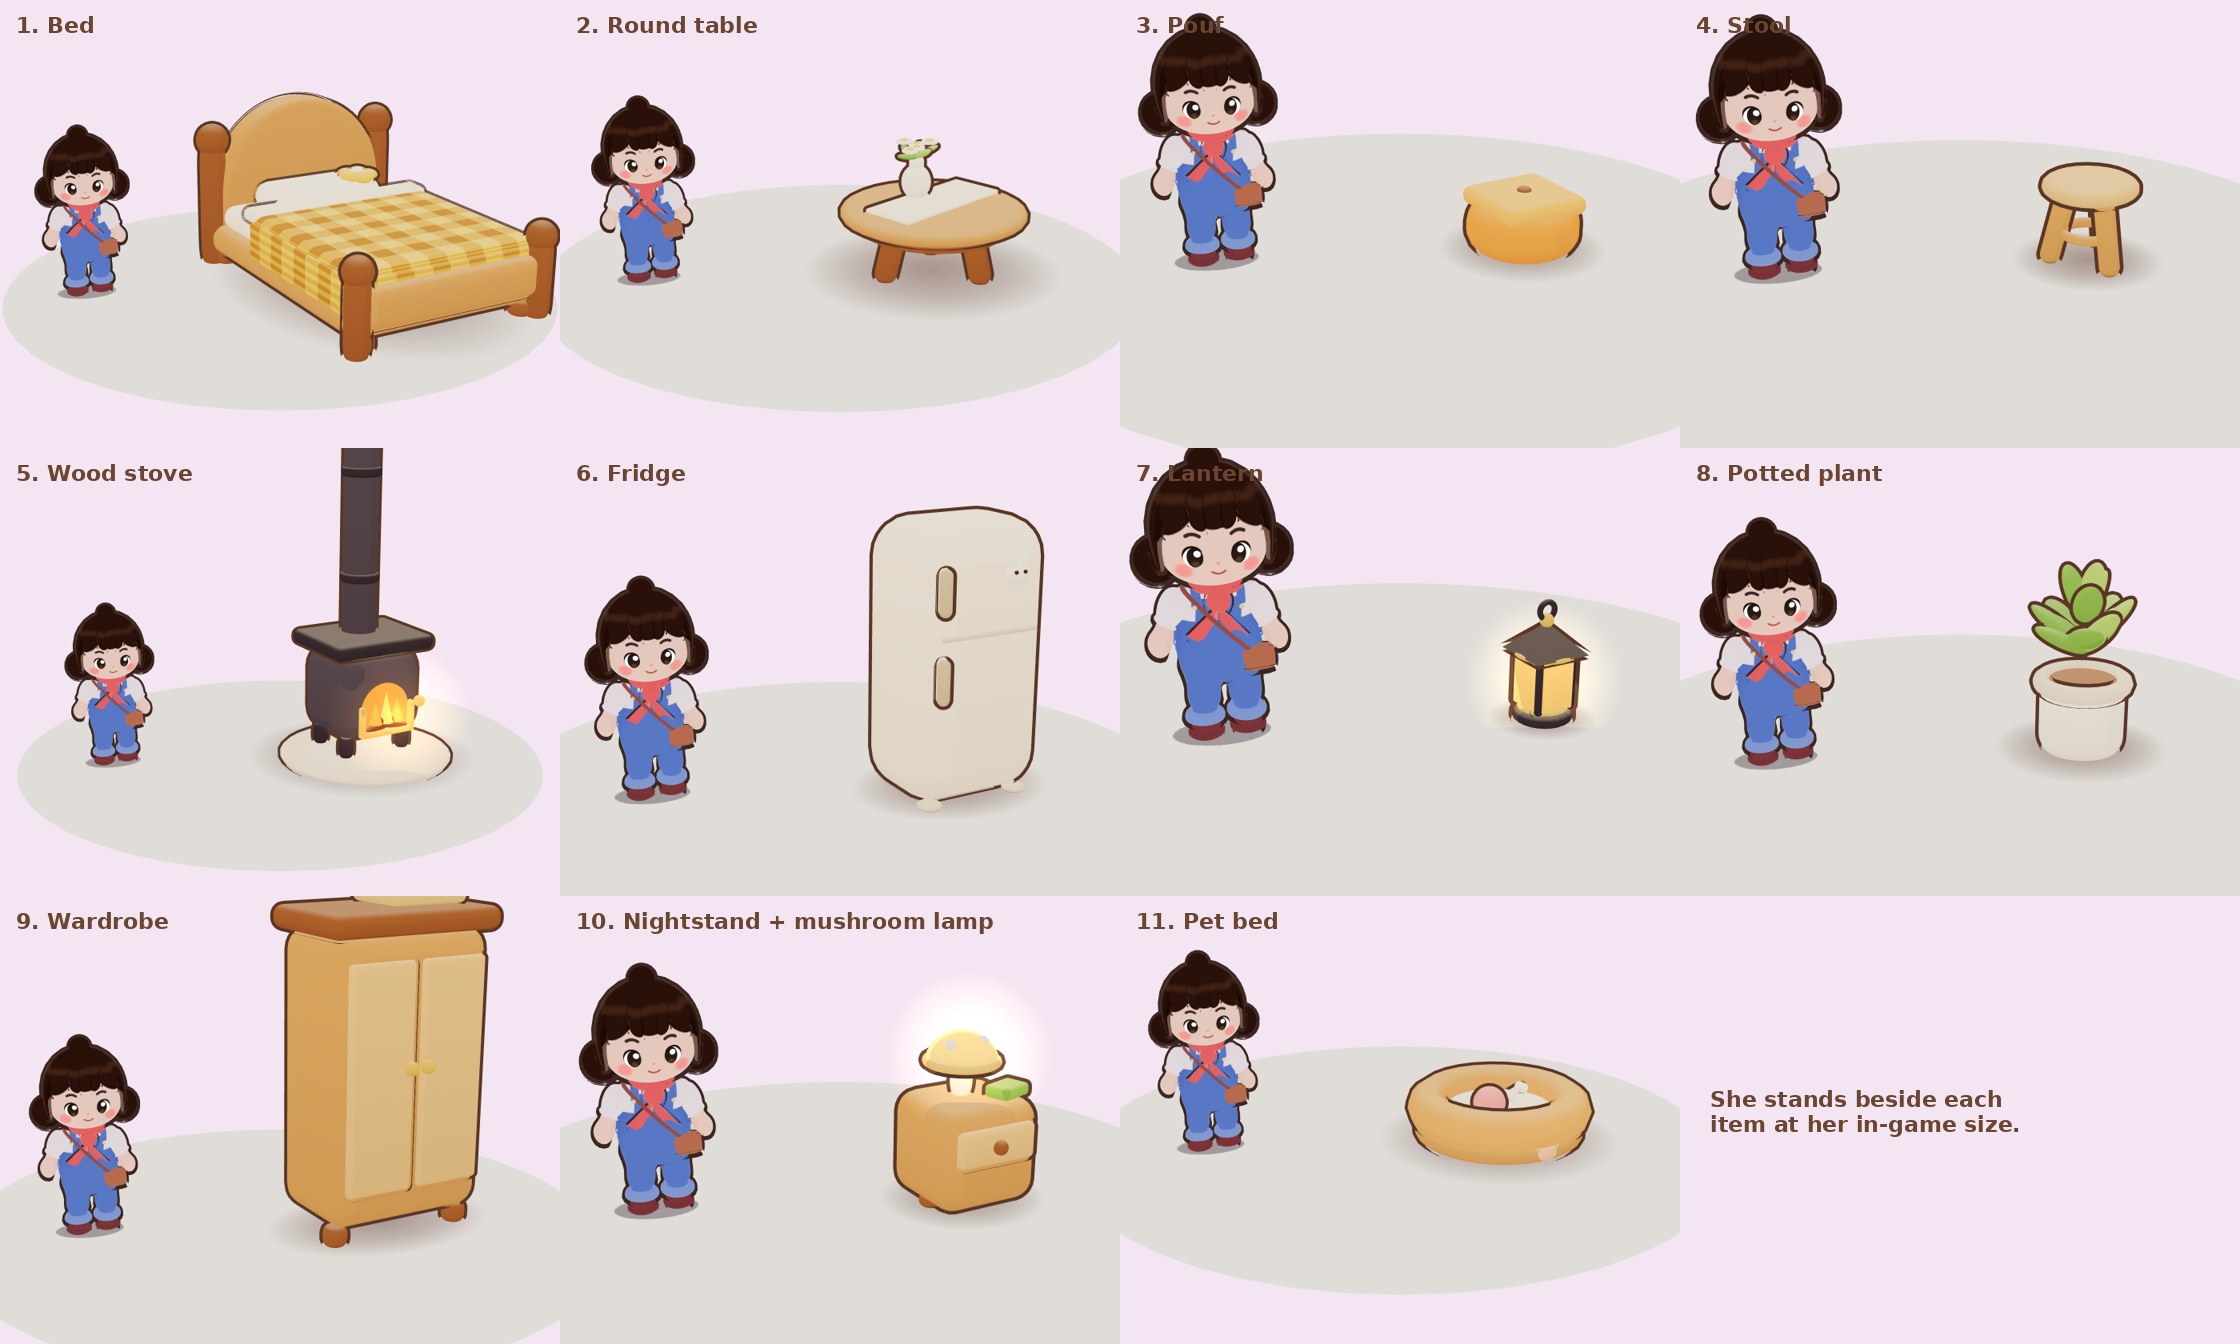 1. Bed
2. Round table
3. Pouf
4. Stool
5. Wood stove
6. Fridge
7. Lantern
8. Potted plant
9. Wardrobe
10. Nightstand + mushroom lamp
11. Pet bed
She stands beside each
item at her in-game size.